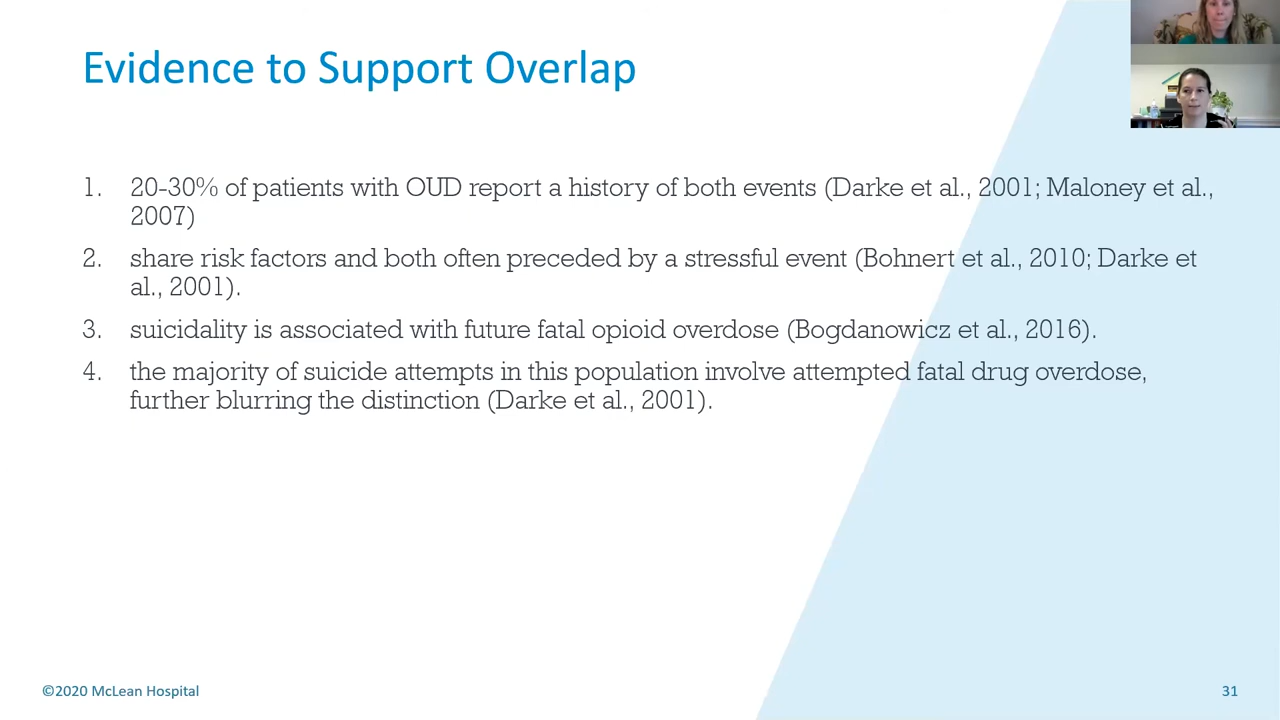 Evidence to Support Overlap
1. 20-30% of patients with OUD report a history of both events (Darke et al., 2001; Maloney et al.,
2007)
2. share risk factors and both often preceded by a stressful event (Bohnert et al., 2010; Darke et
al., 2001).
3. suicidality is associated with future fatal opioid overdose (Bogdanowicz et al., 2016).
4. the majority of suicide attempts in this population involve attempted fatal drug overdose,
further blurring the distinction (Darke et al., 2001).
©2020 McLean Hospital
31